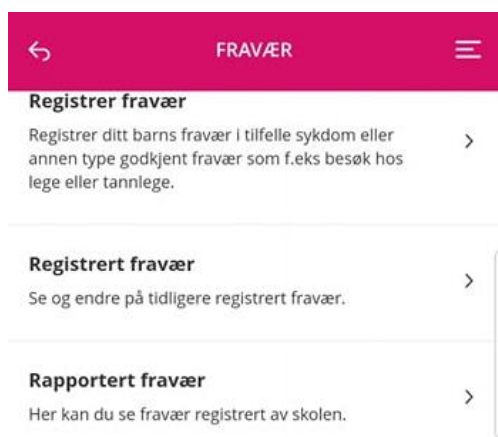 FRAVÆR
Registrer fravær
Registrer ditt barns fravær i tilfelle sykdom eller
annen type godkjent fravær som f.eks besøk hos
lege eller tannlege.
Registrert fravær
Se og endre på tidligere registrert fravær.
Rapportert fravær
Her kan du se fravær registrert av skolen.